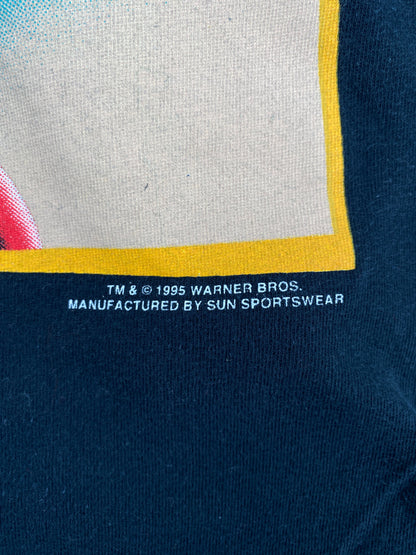 TM & © 1995 WARNER BROS.
MANUFACTURED BY SUN SPORTSWEAR